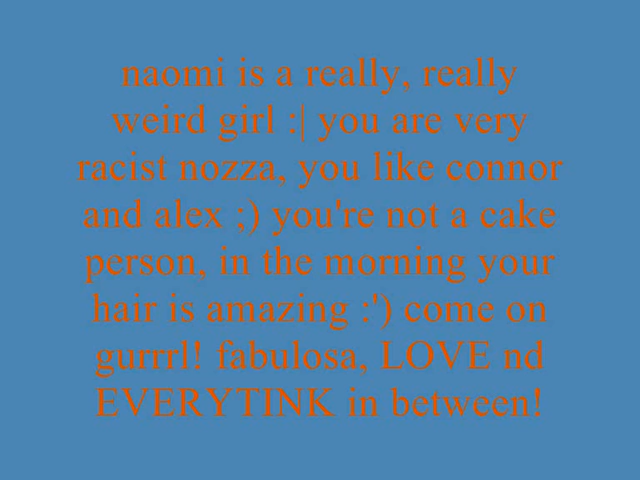 naomi is a really, really
weird girl :| you are very
racist nozza, you like connor
and alex ;) you're not a cake
person, in the morning your
hair is amazing :') come on
gurrrl! fabulosa, LOVE nd
EVERYTINK in between!